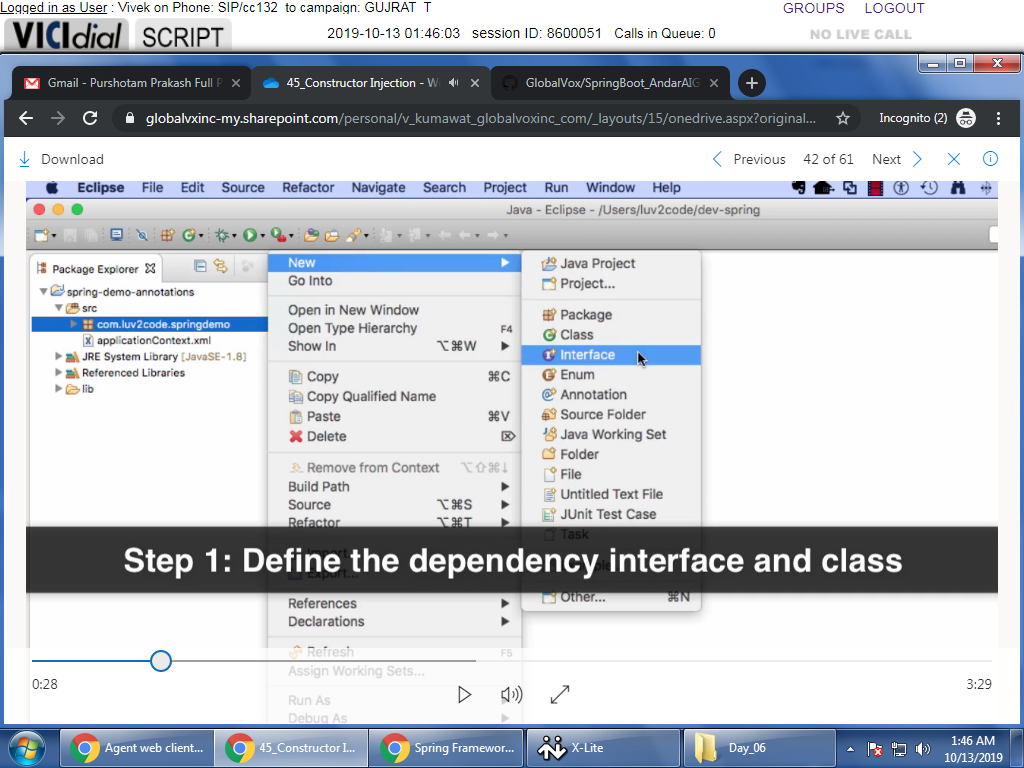 Logged in as User : Vivek on Phone: SIP/cc132 to campaign: GUJRAT_T
GROUPS LOGOUT
VICIdial SCRIPT
2019-10-13 01:46:03 session ID: 8600051 Calls in Queue: 0
NO LIVE CALL
Gmail - Purshotam Prakash Full P
45_Constructor Injection - W
GlobalVox/SpringBoot_AndarAIG
globalvxinc-my.sharepoint.com/personal/v_kumawat_globalvoxinc_com/_layouts/15/onedrive.aspx?original...
Incognito (2)
Download
Previous 42 of 61 Next
Eclipse File Edit Source Refactor Navigate Search Project Run Window Help
Java - Eclipse - /Users/luv2code/dev-spring
Package Explorer
spring-demo-annotations
src
com.luv2code.springdemo
applicationContext.xml
JRE System Library [JavaSE-1.8]
Referenced Libraries
lib
New
Go Into
Open in New Window
Open Type Hierarchy F4
Show In ⌥⌘W
Copy ⌘C
Copy Qualified Name
Paste ⌘V
Delete ⌦
Remove from Context ⌥⇧⌘↓
Build Path
Source ⌥⌘S
Refactor ⌥⌘T
Import...
Export...
References
Declarations
Refresh F5
Assign Working Sets...
Run As
Debug As
Java Project
Project...
Package
Class
Interface
Enum
Annotation
Source Folder
Java Working Set
Folder
File
Untitled Text File
JUnit Test Case
Task
Other... ⌘N
Step 1: Define the dependency interface and class
0:28
3:29
Agent web client...
45_Constructor I...
Spring Framewor...
X-Lite
Day_06
1:46 AM
10/13/2019